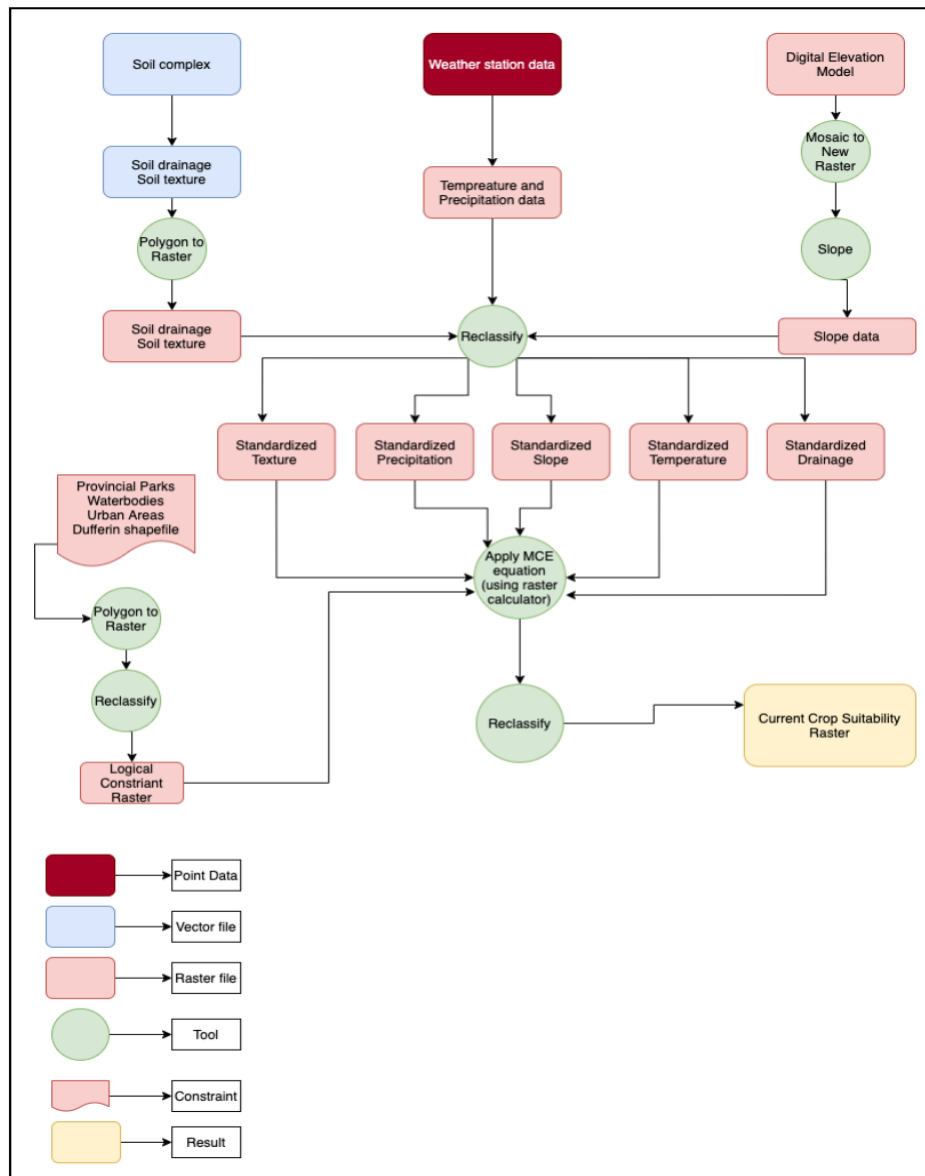 Soil complex
Weather station data
Digital Elevation
Model
Mosaic to
New
Raster
Soil drainage
Soil texture
Tempreature and
Precipitation data
Polygon to
Raster
Slope
Soil drainage
Soil texture
Reclassify
Slope data
Standardized
Texture
Standardized
Precipitation
Standardized
Slope
Standardized
Temperature
Standardized
Drainage
Provincial Parks
Waterbodies
Urban Areas
Dufferin shapefile
Apply MCE
equation
(using raster
calculator)
Polygon to
Raster
Reclassify
Reclassify
Current Crop Suitability
Raster
Logical
Constriant
Raster
Point Data
Vector file
Raster file
Tool
Constraint
Result